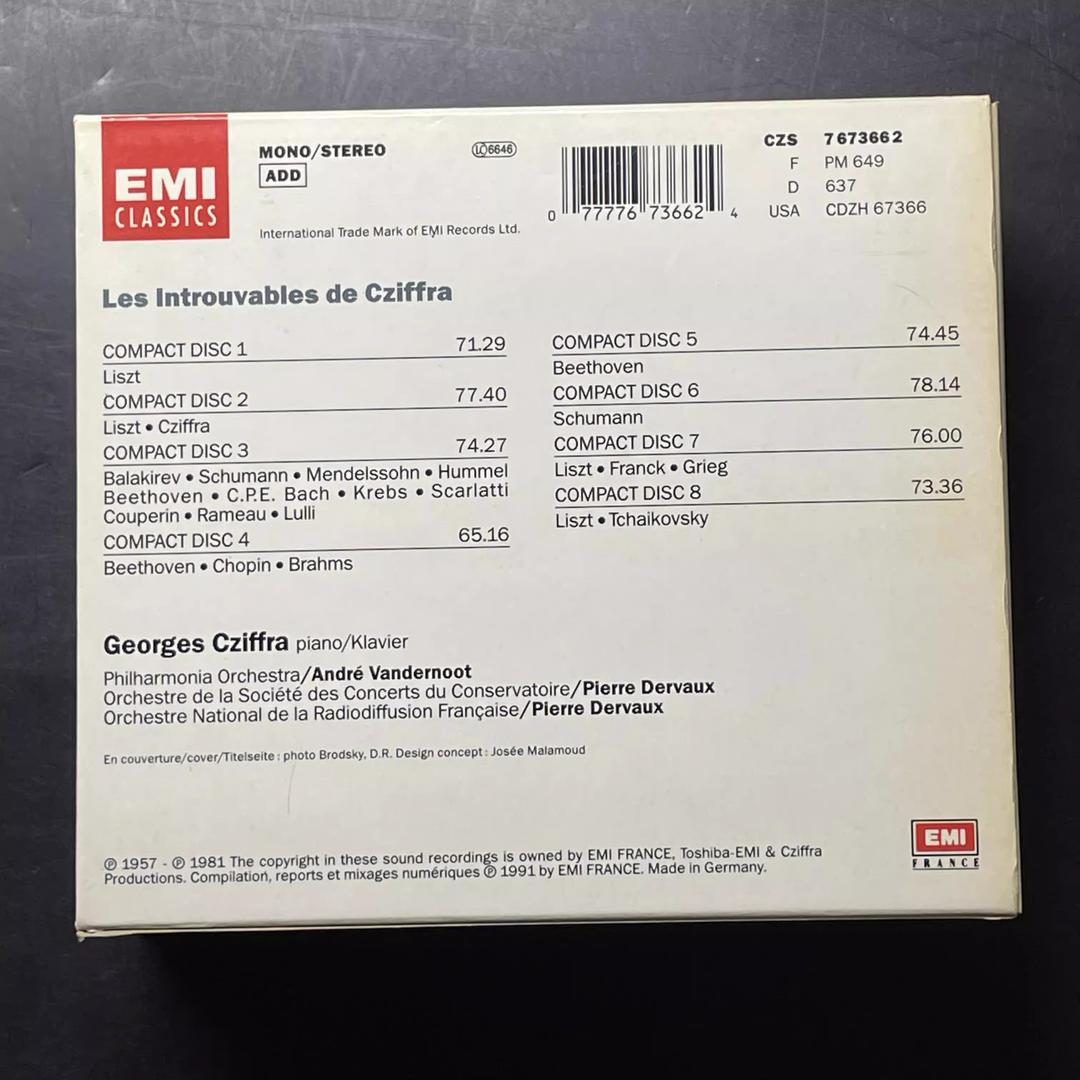 EMI
CLASSICS
MONO/STEREO
ADD
LC 6646
International Trade Mark of EMI Records Ltd.
0 77776 73662 4
CZS 7 67366 2
F PM 649
D 637
USA CDZH 67366
Les Introuvables de Cziffra
COMPACT DISC 1 71.29
Liszt
COMPACT DISC 2 77.40
Liszt • Cziffra
COMPACT DISC 3 74.27
Balakirev • Schumann • Mendelssohn • Hummel
Beethoven • C.P.E. Bach • Krebs • Scarlatti
Couperin • Rameau • Lulli
COMPACT DISC 4 65.16
Beethoven • Chopin • Brahms
COMPACT DISC 5 74.45
Beethoven
COMPACT DISC 6 78.14
Schumann
COMPACT DISC 7 76.00
Liszt • Franck • Grieg
COMPACT DISC 8 73.36
Liszt • Tchaikovsky
Georges Cziffra piano/Klavier
Philharmonia Orchestra/André Vandernoot
Orchestre de la Société des Concerts du Conservatoire/Pierre Dervaux
Orchestre National de la Radiodiffusion Française/Pierre Dervaux
En couverture/cover/Titelseite : photo Brodsky, D.R. Design concept : Josée Malamoud
℗ 1957 - ℗ 1981 The copyright in these sound recordings is owned by EMI FRANCE, Toshiba-EMI & Cziffra
Productions. Compilation, reports et mixages numériques ℗ 1991 by EMI FRANCE. Made in Germany.
EMI
FRANCE